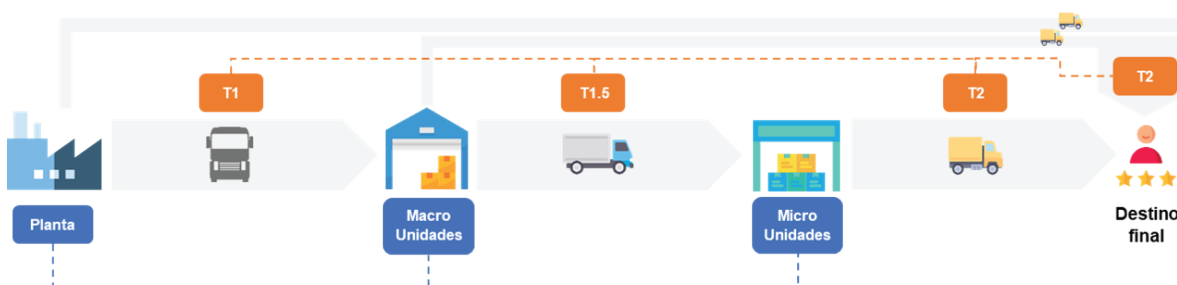 T1
T1.5
T2
T2
Planta
Macro
Unidades
Micro
Unidades
Destino
final